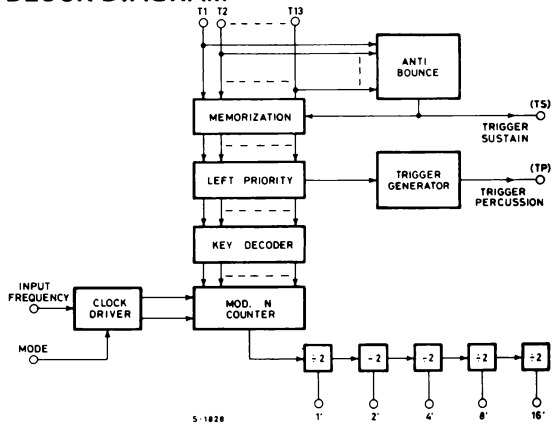 BLOCK DIAGRAM
T1 T2 T13
ANTI
BOUNCE
MEMORIZATION
(TS)
TRIGGER
SUSTAIN
LEFT PRIORITY
TRIGGER
GENERATOR
(TP)
TRIGGER
PERCUSSION
KEY DECODER
INPUT
FREQUENCY
CLOCK
DRIVER
MOD. N
COUNTER
MODE
÷2 ÷2 ÷2 ÷2 ÷2
1' 2' 4' 8' 16'
S-1828